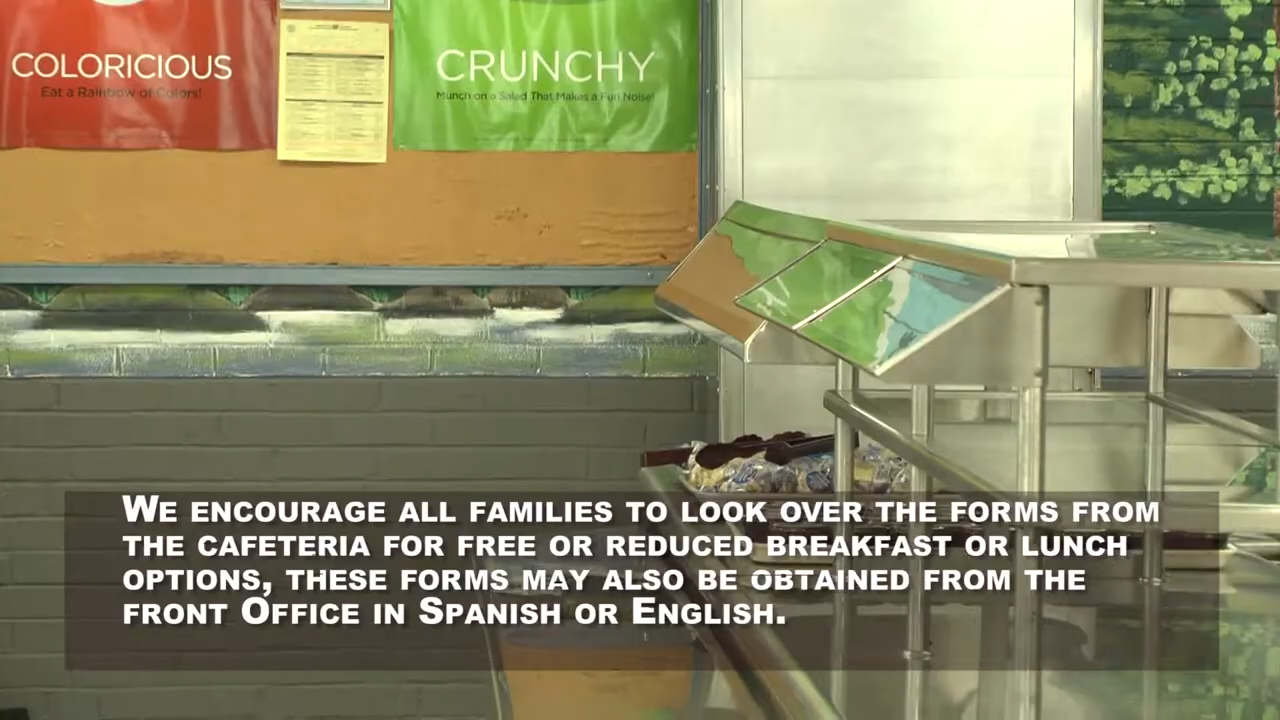 COLORICIOUS
Eat a Rainbow of Colors!
CRUNCHY
Munch on a Salad That Makes a Fun Noise!
WE ENCOURAGE ALL FAMILIES TO LOOK OVER THE FORMS FROM
THE CAFETERIA FOR FREE OR REDUCED BREAKFAST OR LUNCH
OPTIONS, THESE FORMS MAY ALSO BE OBTAINED FROM THE
FRONT OFFICE IN SPANISH OR ENGLISH.